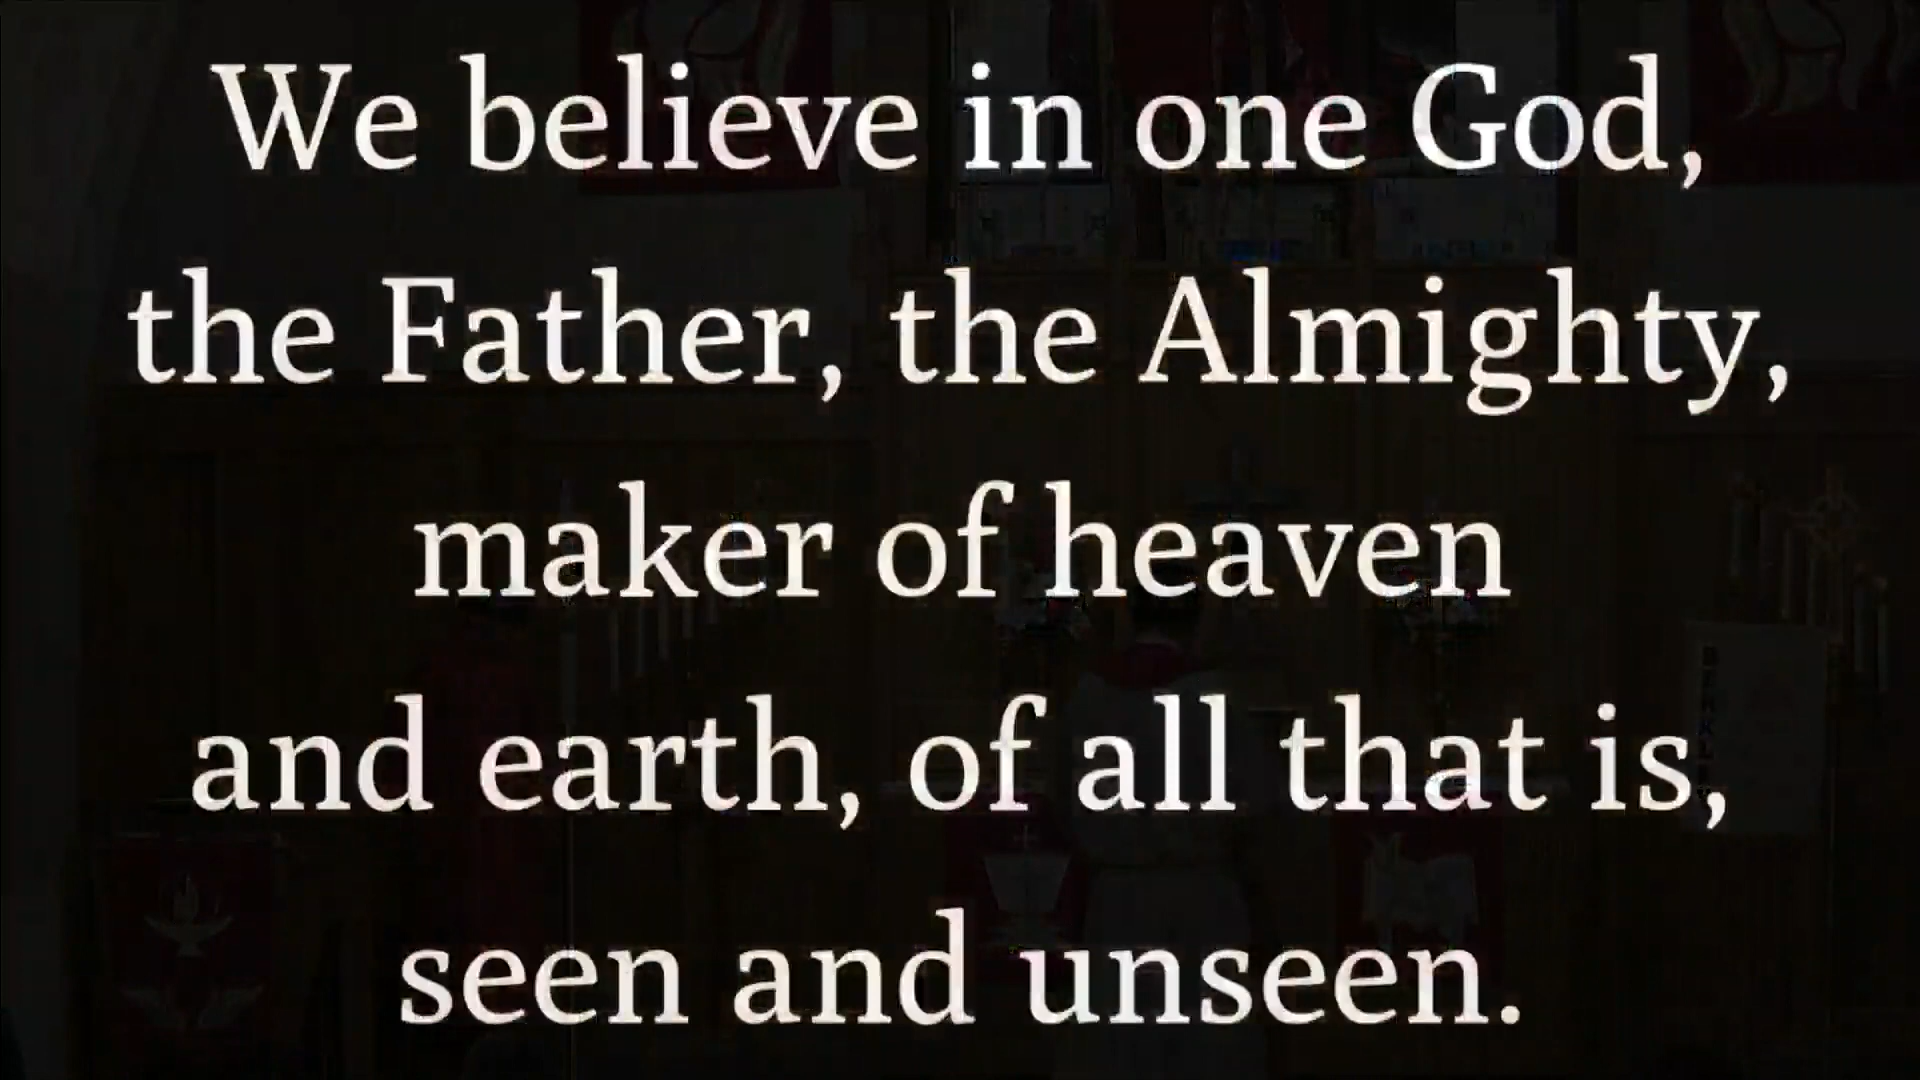 We believe in one God,
the Father, the Almighty,
maker of heaven
and earth, of all that is,
seen and unseen.